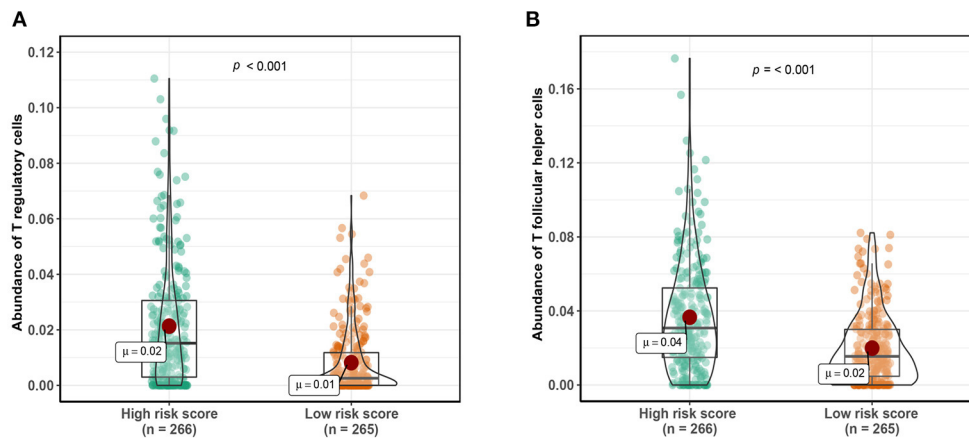 A
Abundance of T regulatory cells
0.12
0.10
0.08
0.06
0.04
0.02
0.00
p < 0.001
μ = 0.02
μ = 0.01
High risk score
(n = 266)
Low risk score
(n = 265)
B
Abundance of T follicular helper cells
0.16
0.12
0.08
0.04
0.00
p = < 0.001
μ = 0.04
μ = 0.02
High risk score
(n = 266)
Low risk score
(n = 265)